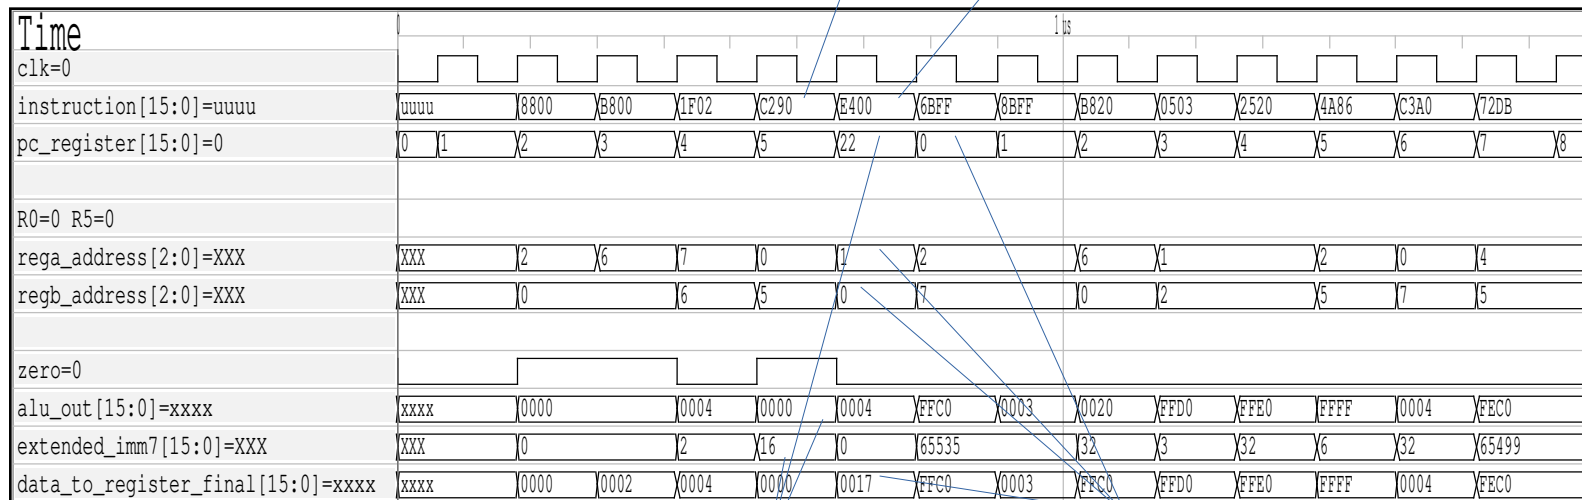 Time 0 1 us
clk=0
instruction[15:0]=uuuu uuuu 8800 B800 1F02 C290 E400 6BFF 8BFF B820 0503 2520 4A86 C3A0 72DB
pc_register[15:0]=0 0 1 2 3 4 5 22 0 1 2 3 4 5 6 7 8
R0=0 R5=0
rega_address[2:0]=XXX XXX 2 6 7 0 1 2 6 1 2 0 4
regb_address[2:0]=XXX XXX 0 6 5 0 7 0 2 5 7 5
zero=0
alu_out[15:0]=xxxx xxxx 0000 0004 0000 0004 FFC0 0003 0020 FFD0 FFE0 FFFF 0004 FEC0
extended_imm7[15:0]=XXX XXX 0 2 16 0 65535 32 3 32 6 32 65499
data_to_register_final[15:0]=xxxx xxxx 0000 0002 0004 0000 0017 FFC0 0003 FFC0 FFD0 FFE0 FFFF 0004 FEC0